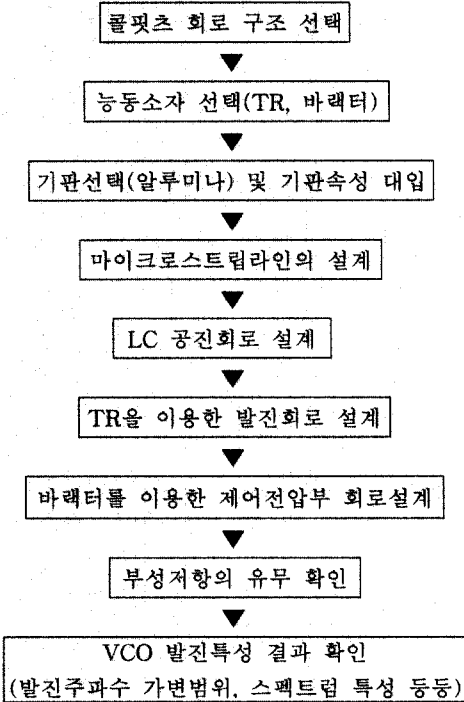 콜핏츠 회로 구조 선택
능동소자 선택(TR, 바랙터)
기판선택(알루미나) 및 기판속성 대입
마이크로스트립라인의 설계
LC 공진회로 설계
TR을 이용한 발진회로 설계
바랙터를 이용한 제어전압부 회로설계
부성저항의 유무 확인
VCO 발진특성 결과 확인
(발진주파수 가변범위, 스펙트럼 특성 등등)